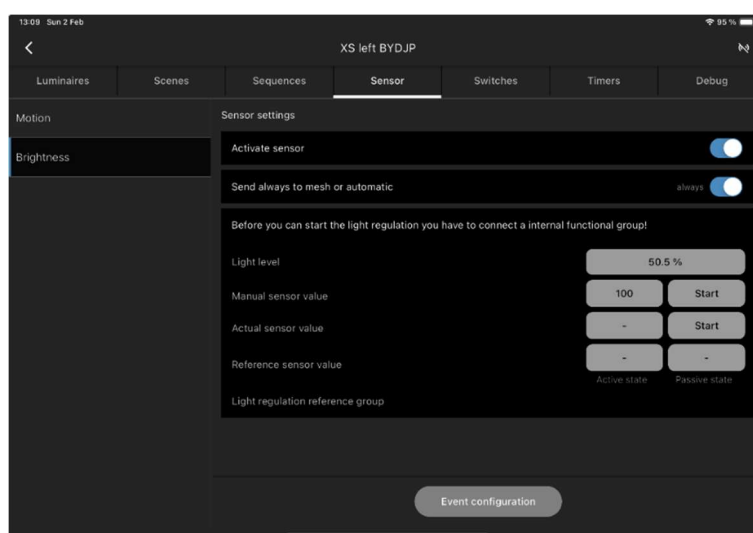 13:09 Sun 2 Feb 95 %
XS left BYDJP
Luminaires Scenes Sequences Sensor Switches Timers Debug
Motion
Brightness
Sensor settings
Activate sensor
Send always to mesh or automatic always
Before you can start the light regulation you have to connect a internal functional group!
Light level 50.5 %
Manual sensor value 100 Start
Actual sensor value - Start
Reference sensor value - -
Active state Passive state
Light regulation reference group
Event configuration